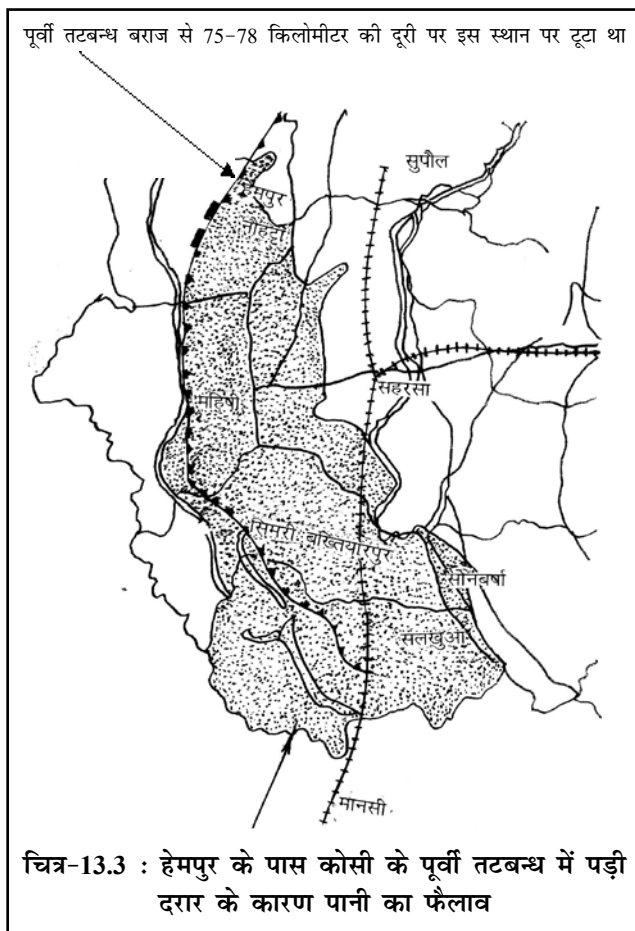 पूर्वी तटबन्ध बराज से 75-78 किलोमीटर की दूरी पर इस स्थान पर टूटा था
सुपौल
हेमपुर
नौहट्टा
सहरसा
महिषी
सिमरी बख्तियारपुर
सोनबर्षा
सलखुआ
मानसी
चित्र-13.3 : हेमपुर के पास कोसी के पूर्वी तटबन्ध में पड़ी
दरार के कारण पानी का फैलाव